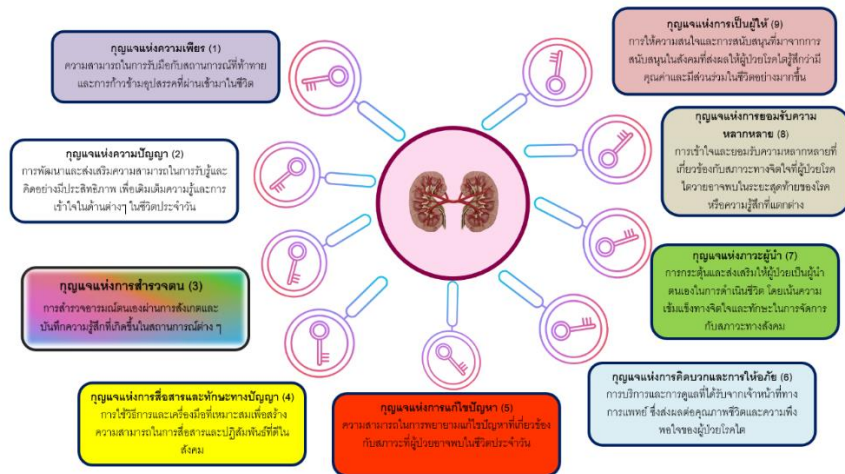 กุญแจแห่งความเพียร (1)
ความสามารถในการรับมือกับสถานการณ์ที่ท้าทาย
และการก้าวข้ามอุปสรรคที่ผ่านเข้ามาในชีวิต
กุญแจแห่งความปัญญา (2)
การพัฒนาและส่งเสริมความสามารถในการรับรู้และ
คิดอย่างมีประสิทธิภาพ เพื่อเติมเต็มความรู้และการ
เข้าใจในด้านต่างๆ ในชีวิตประจำวัน
กุญแจแห่งการสำรวจตน (3)
การสำรวจอารมณ์ตนเองผ่านการสังเกตและ
บันทึกความรู้สึกที่เกิดขึ้นในสถานการณ์ต่าง ๆ
กุญแจแห่งการสื่อสารและทักษะทางปัญญา (4)
การใช้วิธีการและเครื่องมือที่เหมาะสมเพื่อสร้าง
ความสามารถในการสื่อสารและปฏิสัมพันธ์ที่ดีใน
สังคม
กุญแจแห่งการแก้ไขปัญหา (5)
ความสามารถในการพยายามแก้ไขปัญหาที่เกี่ยวข้อง
กับสภาวะที่ผู้ป่วยอาจพบในชีวิตประจำวัน
กุญแจแห่งการคิดบวกและการให้อภัย (6)
การบริการและการดูแลที่ได้รับจากเจ้าหน้าที่ทาง
การแพทย์ ซึ่งส่งผลต่อคุณภาพชีวิตและความพึง
พอใจของผู้ป่วยโรคไต
กุญแจแห่งภาวะผู้นำ (7)
การกระตุ้นและส่งเสริมให้ผู้ป่วยเป็นผู้นำ
ตนเองในการดำเนินชีวิต โดยเน้นความ
เข้มแข็งทางจิตใจและทักษะในการจัดการ
กับสภาวะทางสังคม
กุญแจแห่งการยอมรับความ
หลากหลาย (8)
การเข้าใจและยอมรับความหลากหลายที่
เกี่ยวข้องกับสภาวะทางจิตใจที่ผู้ป่วยโรค
ไตวายอาจพบในระยะสุดท้ายของโรค
หรือความรู้สึกที่แตกต่าง
กุญแจแห่งการเป็นผู้ให้ (9)
การให้ความสนใจและการสนับสนุนที่มาจากการ
สนับสนุนในสังคมที่ส่งผลให้ผู้ป่วยโรคไตรู้สึกว่ามี
คุณค่าและมีส่วนร่วมในชีวิตอย่างมากขึ้น